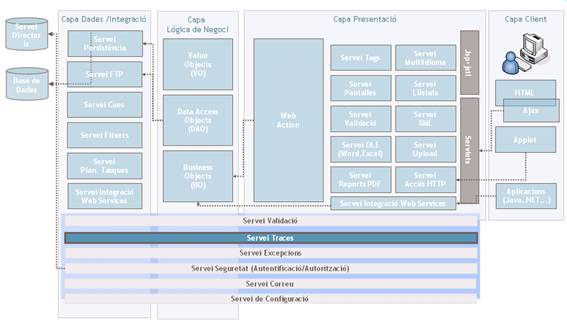 Capa Dades /Integració
Capa
Lògica de Negoci
Capa Presentació
Capa Client
Servei
Directori
s
Base de
Dades
Servei
Persistència
Servei FTP
Servei Cues
Servei Fitxers
Servei
Plan. Tasques
Servei Integració
Web Services
Value
Objects
(VO)
Data Access
Objects
(DAO)
Business
Objects
(BO)
Web
Action
Servei Tags
Servei
Pantalles
Servei
Validació
Servei OLE
(Word,Excel)
Servei
Reports PDF
Servei
Multiidioma
Servei
Llistats
Servei
XML
Servei
Upload
Servei
Accés HTTP
Servei Integració Web Services
Jsp- jstl
Servlets
HTML
Ajax
Applet
Aplicacions
(Java,.NET,..)
Servei Validació
Servei Traces
Servei Excepcions
Servei Seguretat (Autentificació/Autorització)
Servei Correu
Servei de Configuració